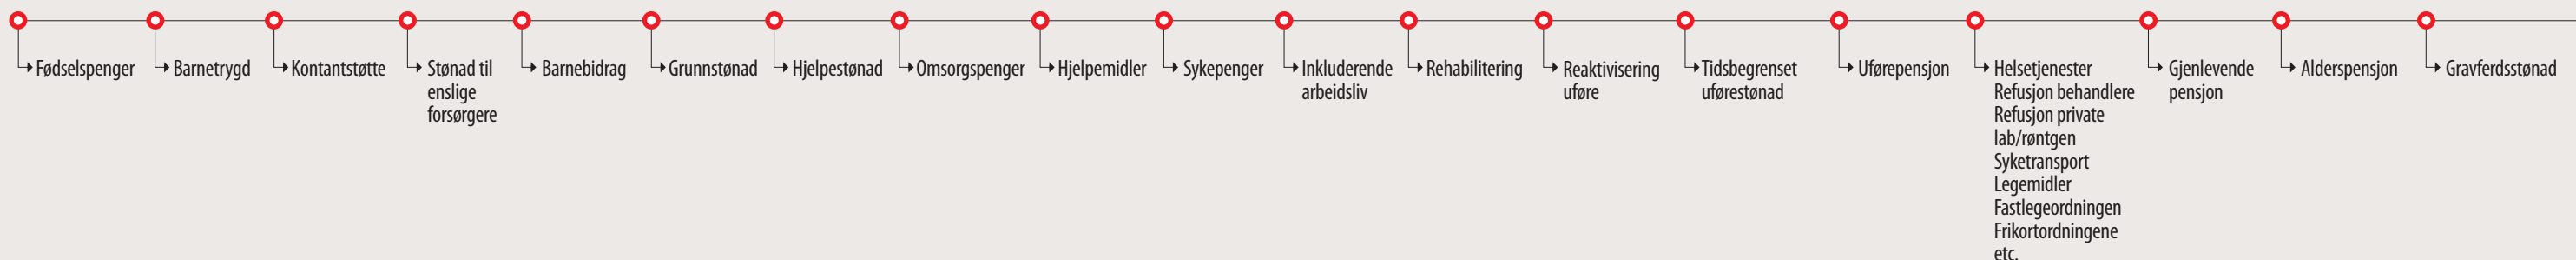 Fødselspenger
Barnetrygd
Kontantstøtte
Stønad til
enslige
forsørgere
Barnebidrag
Grunnstønad
Hjelpestønad
Omsorgspenger
Hjelpemidler
Sykepenger
Inkluderende
arbeidsliv
Rehabilitering
Reaktivisering
uføre
Tidsbegrenset
uførestønad
Uførepensjon
Helsetjenester
Refusjon behandlere
Refusjon private
lab/røntgen
Syketransport
Legemidler
Fastlegeordningen
Frikortordningene
etc.
Gjenlevende
pensjon
Alderspensjon
Gravferdsstønad